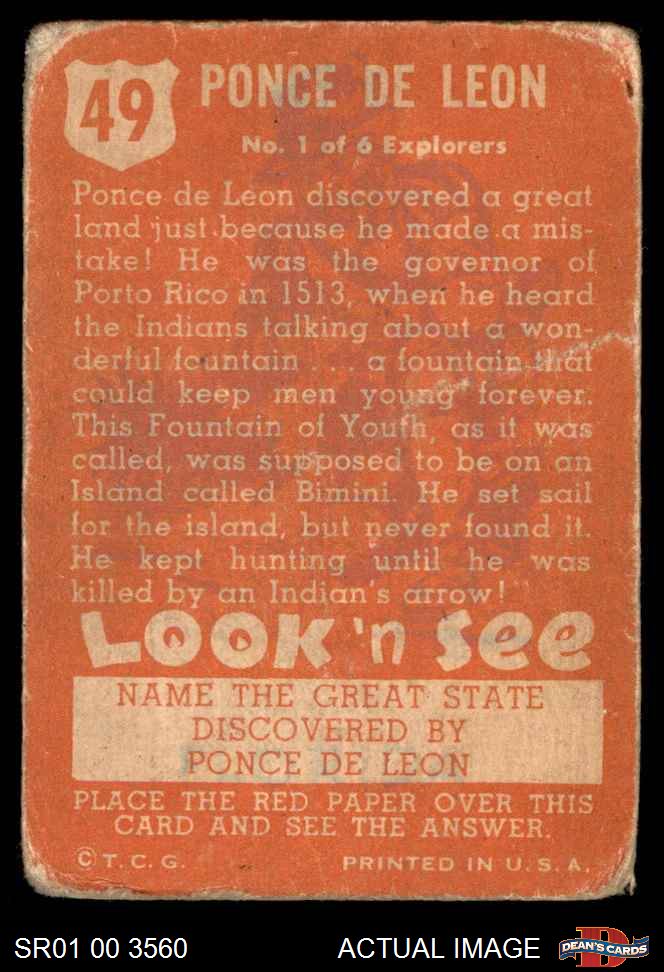 49
PONCE DE LEON
No. 1 of 6 Explorers
Ponce de Leon discovered a great
land just because he made a mis-
take! He was the governor of
Porto Rico in 1513, when he heard
the Indians talking about a won-
derful fountain . . . a fountain that
could keep men young forever.
This Fountain of Youth, as it was
called, was supposed to be on an
Island called Bimini. He set sail
for the island, but never found it.
He kept hunting until he was
killed by an Indian's arrow!
LOOK 'n SEE
NAME THE GREAT STATE
DISCOVERED BY
PONCE DE LEON
PLACE THE RED PAPER OVER THIS
CARD AND SEE THE ANSWER.
© T. C. G. PRINTED IN U. S. A.
SR01 00 3560 ACTUAL IMAGE D DEAN'S CARDS